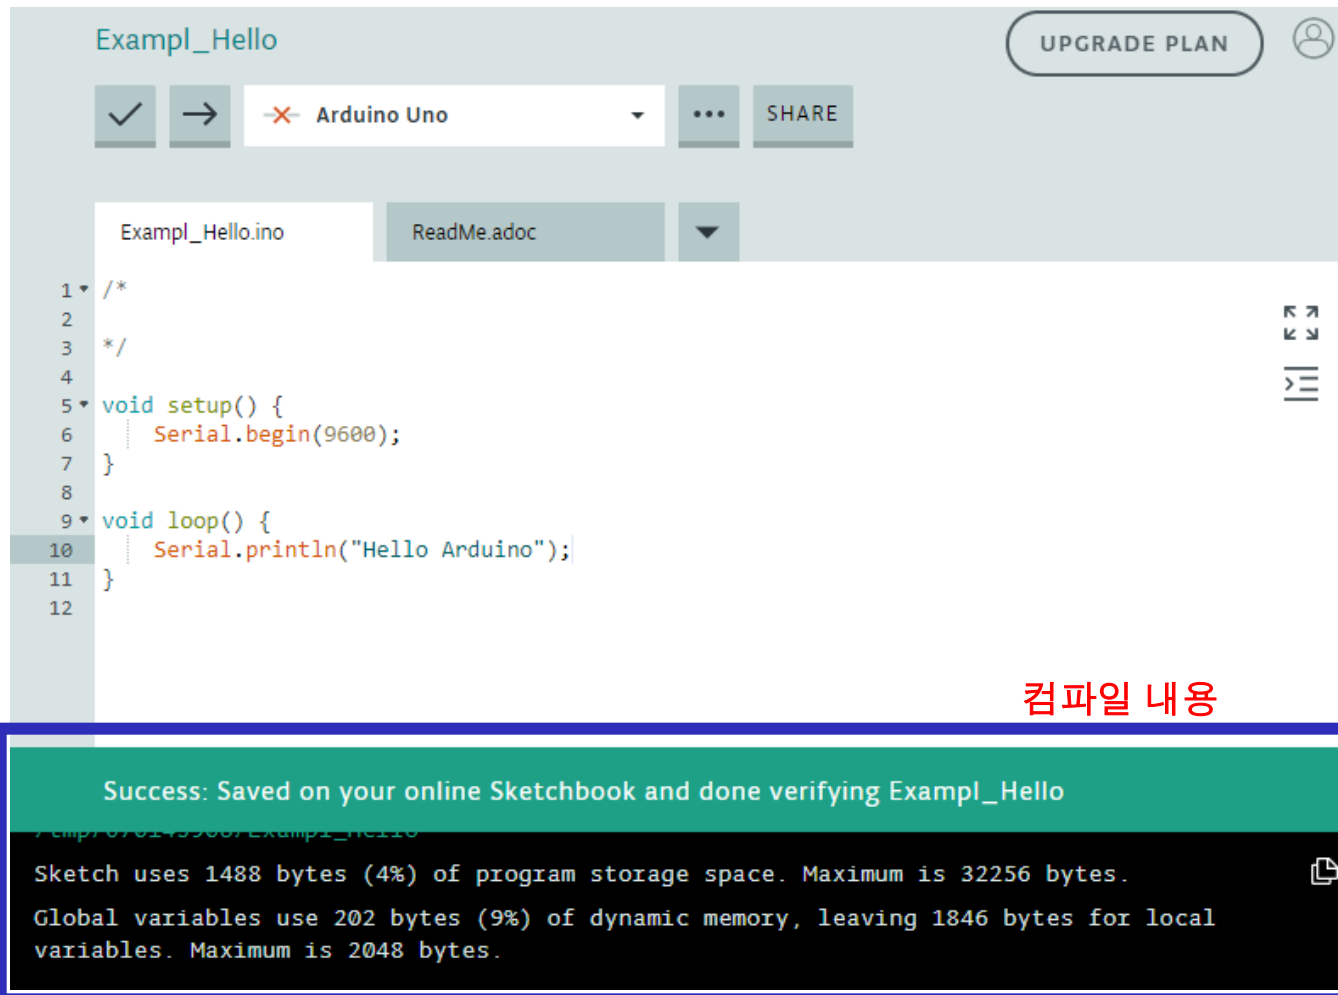 Exampl_Hello
UPGRADE PLAN
Arduino Uno
SHARE
Exampl_Hello.ino
ReadMe.adoc
1 /*
2
3 */
4
5 void setup() {
6 Serial.begin(9600);
7 }
8
9 void loop() {
10 Serial.println("Hello Arduino");
11 }
12
컴파일 내용
Success: Saved on your online Sketchbook and done verifying Exampl_Hello
Sketch uses 1488 bytes (4%) of program storage space. Maximum is 32256 bytes.
Global variables use 202 bytes (9%) of dynamic memory, leaving 1846 bytes for local
variables. Maximum is 2048 bytes.